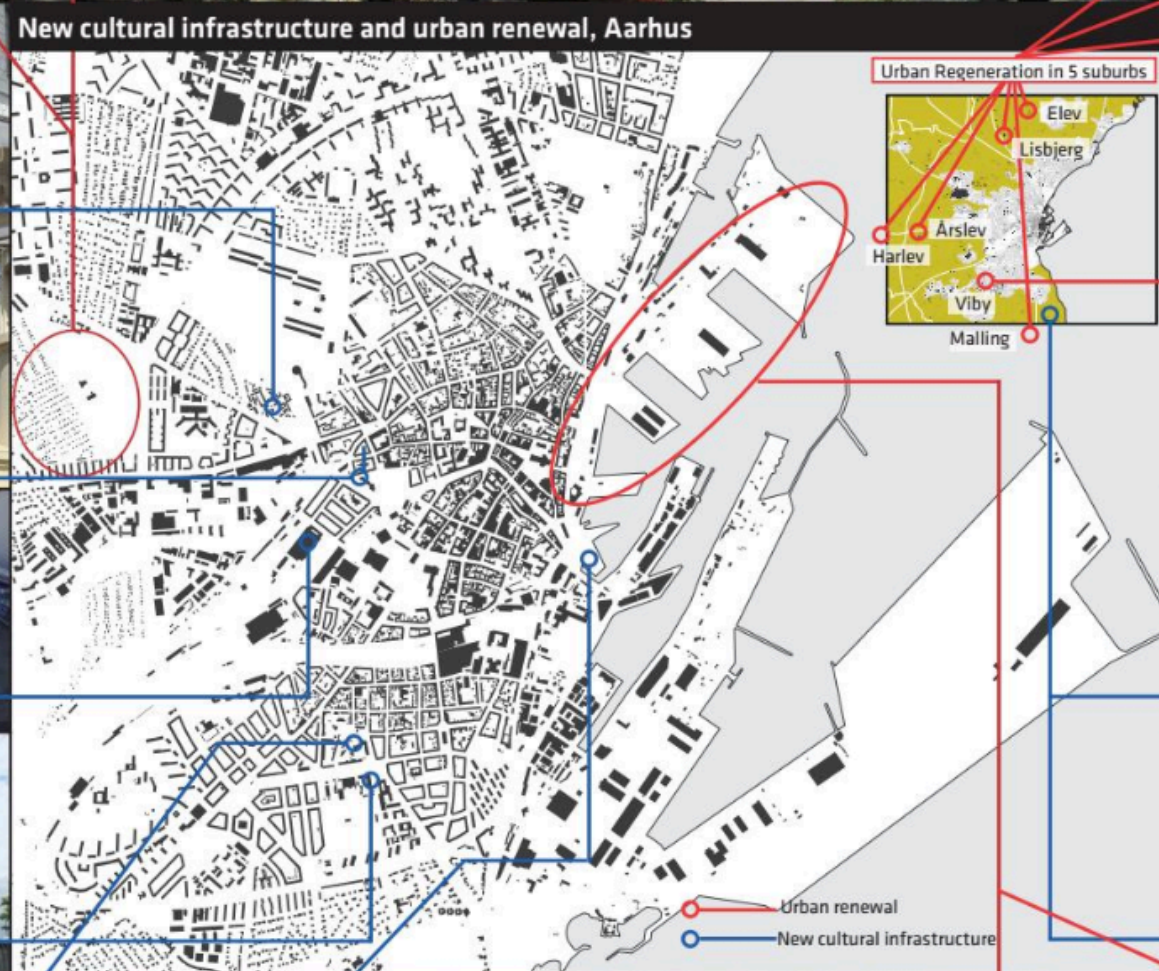 New cultural infrastructure and urban renewal, Aarhus
Urban Regeneration in 5 suburbs
Elev
Lisbjerg
Årslev
Harlev
Viby
Malling
Urban renewal
New cultural infrastructure